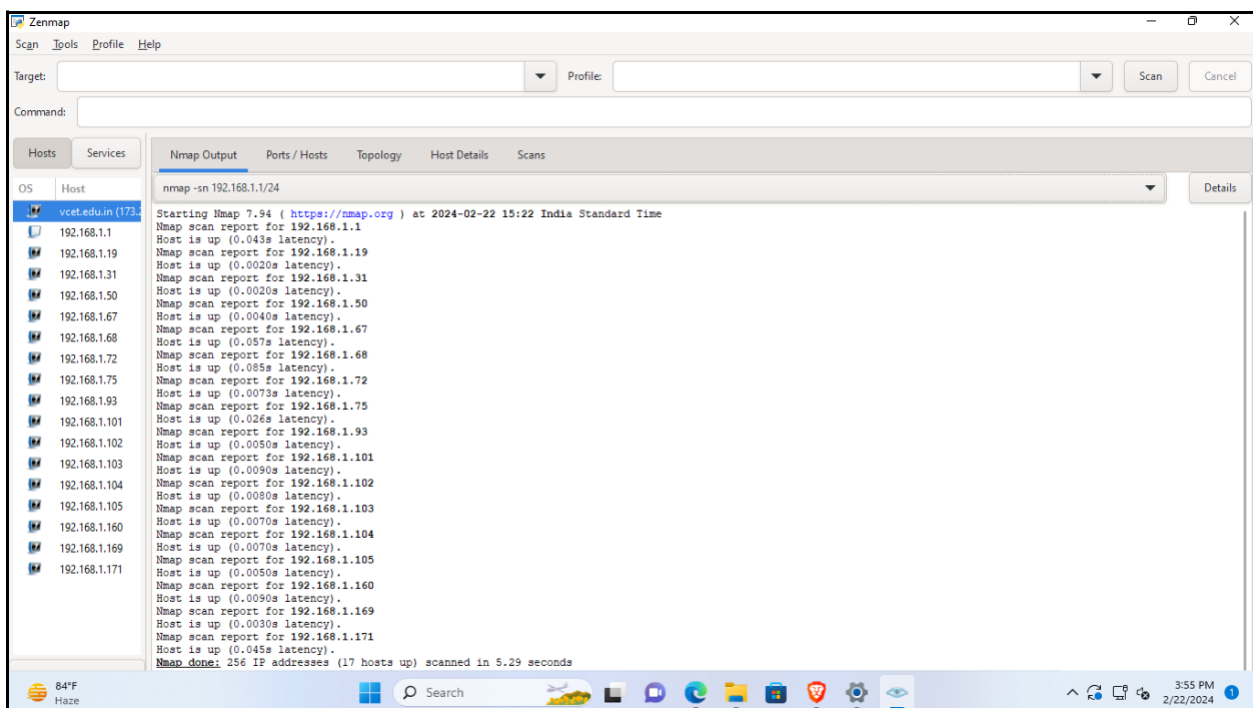 Zenmap
Scan Tools Profile Help
Target: Profile: Scan Cancel
Command:
Hosts Services
Nmap Output Ports / Hosts Topology Host Details Scans
OS Host
nmap -sn 192.168.1.1/24 Details
vcet.edu.in (173.2
192.168.1.1
192.168.1.19
192.168.1.31
192.168.1.50
192.168.1.67
192.168.1.68
192.168.1.72
192.168.1.75
192.168.1.93
192.168.1.101
192.168.1.102
192.168.1.103
192.168.1.104
192.168.1.105
192.168.1.160
192.168.1.169
192.168.1.171
Starting Nmap 7.94 ( https://nmap.org ) at 2024-02-22 15:22 India Standard Time
Nmap scan report for 192.168.1.1
Host is up (0.043s latency).
Nmap scan report for 192.168.1.19
Host is up (0.0020s latency).
Nmap scan report for 192.168.1.31
Host is up (0.0020s latency).
Nmap scan report for 192.168.1.50
Host is up (0.0040s latency).
Nmap scan report for 192.168.1.67
Host is up (0.057s latency).
Nmap scan report for 192.168.1.68
Host is up (0.085s latency).
Nmap scan report for 192.168.1.72
Host is up (0.0073s latency).
Nmap scan report for 192.168.1.75
Host is up (0.026s latency).
Nmap scan report for 192.168.1.93
Host is up (0.0050s latency).
Nmap scan report for 192.168.1.101
Host is up (0.0090s latency).
Nmap scan report for 192.168.1.102
Host is up (0.0080s latency).
Nmap scan report for 192.168.1.103
Host is up (0.0070s latency).
Nmap scan report for 192.168.1.104
Host is up (0.0070s latency).
Nmap scan report for 192.168.1.105
Host is up (0.0050s latency).
Nmap scan report for 192.168.1.160
Host is up (0.0090s latency).
Nmap scan report for 192.168.1.169
Host is up (0.0030s latency).
Nmap scan report for 192.168.1.171
Host is up (0.045s latency).
Nmap done: 256 IP addresses (17 hosts up) scanned in 5.29 seconds
84°F
Haze
Search
3:55 PM
2/22/2024
1